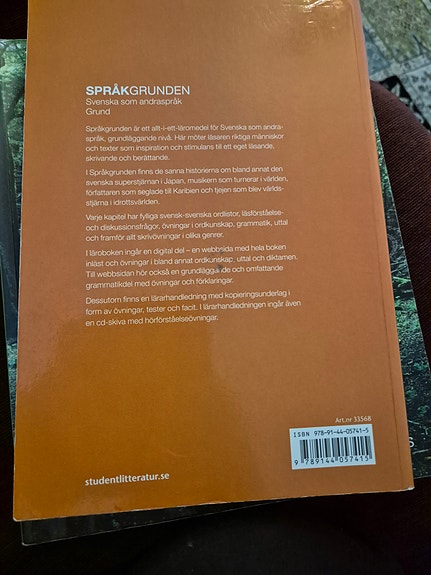 SPRÅKGRUNDEN
Svenska som andraspråk
Grund
Språkgrunden är ett allt-i-ett-läromedel för Svenska som andra-
språk, grundläggande nivå. Här möter läsaren riktiga människor
och texter som inspiration och stimulans till ett eget läsande,
skrivande och berättande.
I Språkgrunden finns de sanna historierna om bland annat den
svenska superstjärnan i Japan, musikern som turnerar i världen,
författaren som seglade till Karibien och tjejen som blev världs-
stjärna i idrottsvärlden.
Varje kapitel har fylliga svensk-svenska ordlistor, läsförståelse-
och diskussionsfrågor, övningar i ordkunskap, grammatik, uttal
och framför allt skrivövningar i olika genrer.
I läroboken ingår en digital del – en webbsida med hela boken
inläst och övningar i bland annat ordkunskap, uttal och diktamen.
Till webbsidan hör också en grundläggande och omfattande
grammatikdel med övningar och förklaringar.
Dessutom finns en lärarhandledning med kopieringsunderlag i
form av övningar, tester och facit. I lärarhandledningen ingår även
en cd-skiva med hörförståelseövningar.
Art.nr 33568
ISBN 978-91-44-05741-5
9 789144 057415
studentlitteratur.se
S